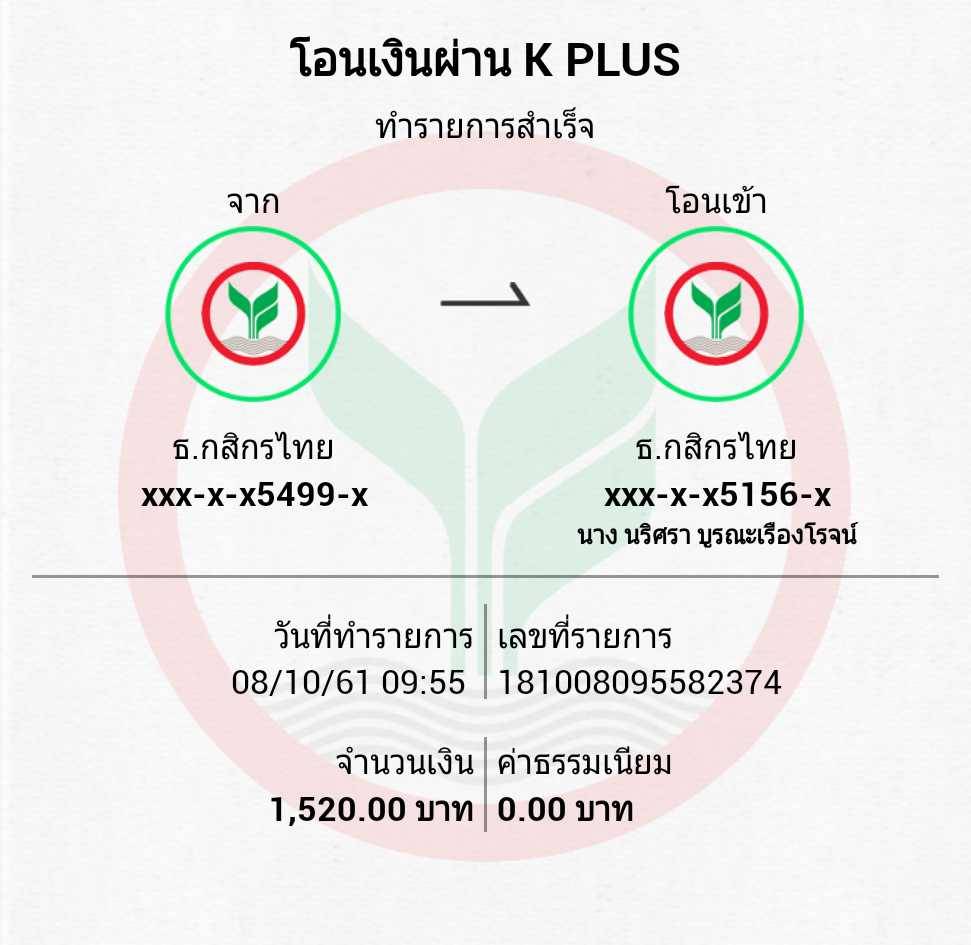 โอนเงินผ่าน K PLUS
ทำรายการสำเร็จ
จาก
โอนเข้า
ธ.กสิกรไทย
xxx-x-x5499-x
ธ.กสิกรไทย
xxx-x-x5156-x
นาง นริศรา บูรณะเรืองโรจน์
วันที่ทำรายการ
08/10/61 09:55
เลขที่รายการ
181008095582374
จำนวนเงิน
1,520.00 บาท
ค่าธรรมเนียม
0.00 บาท